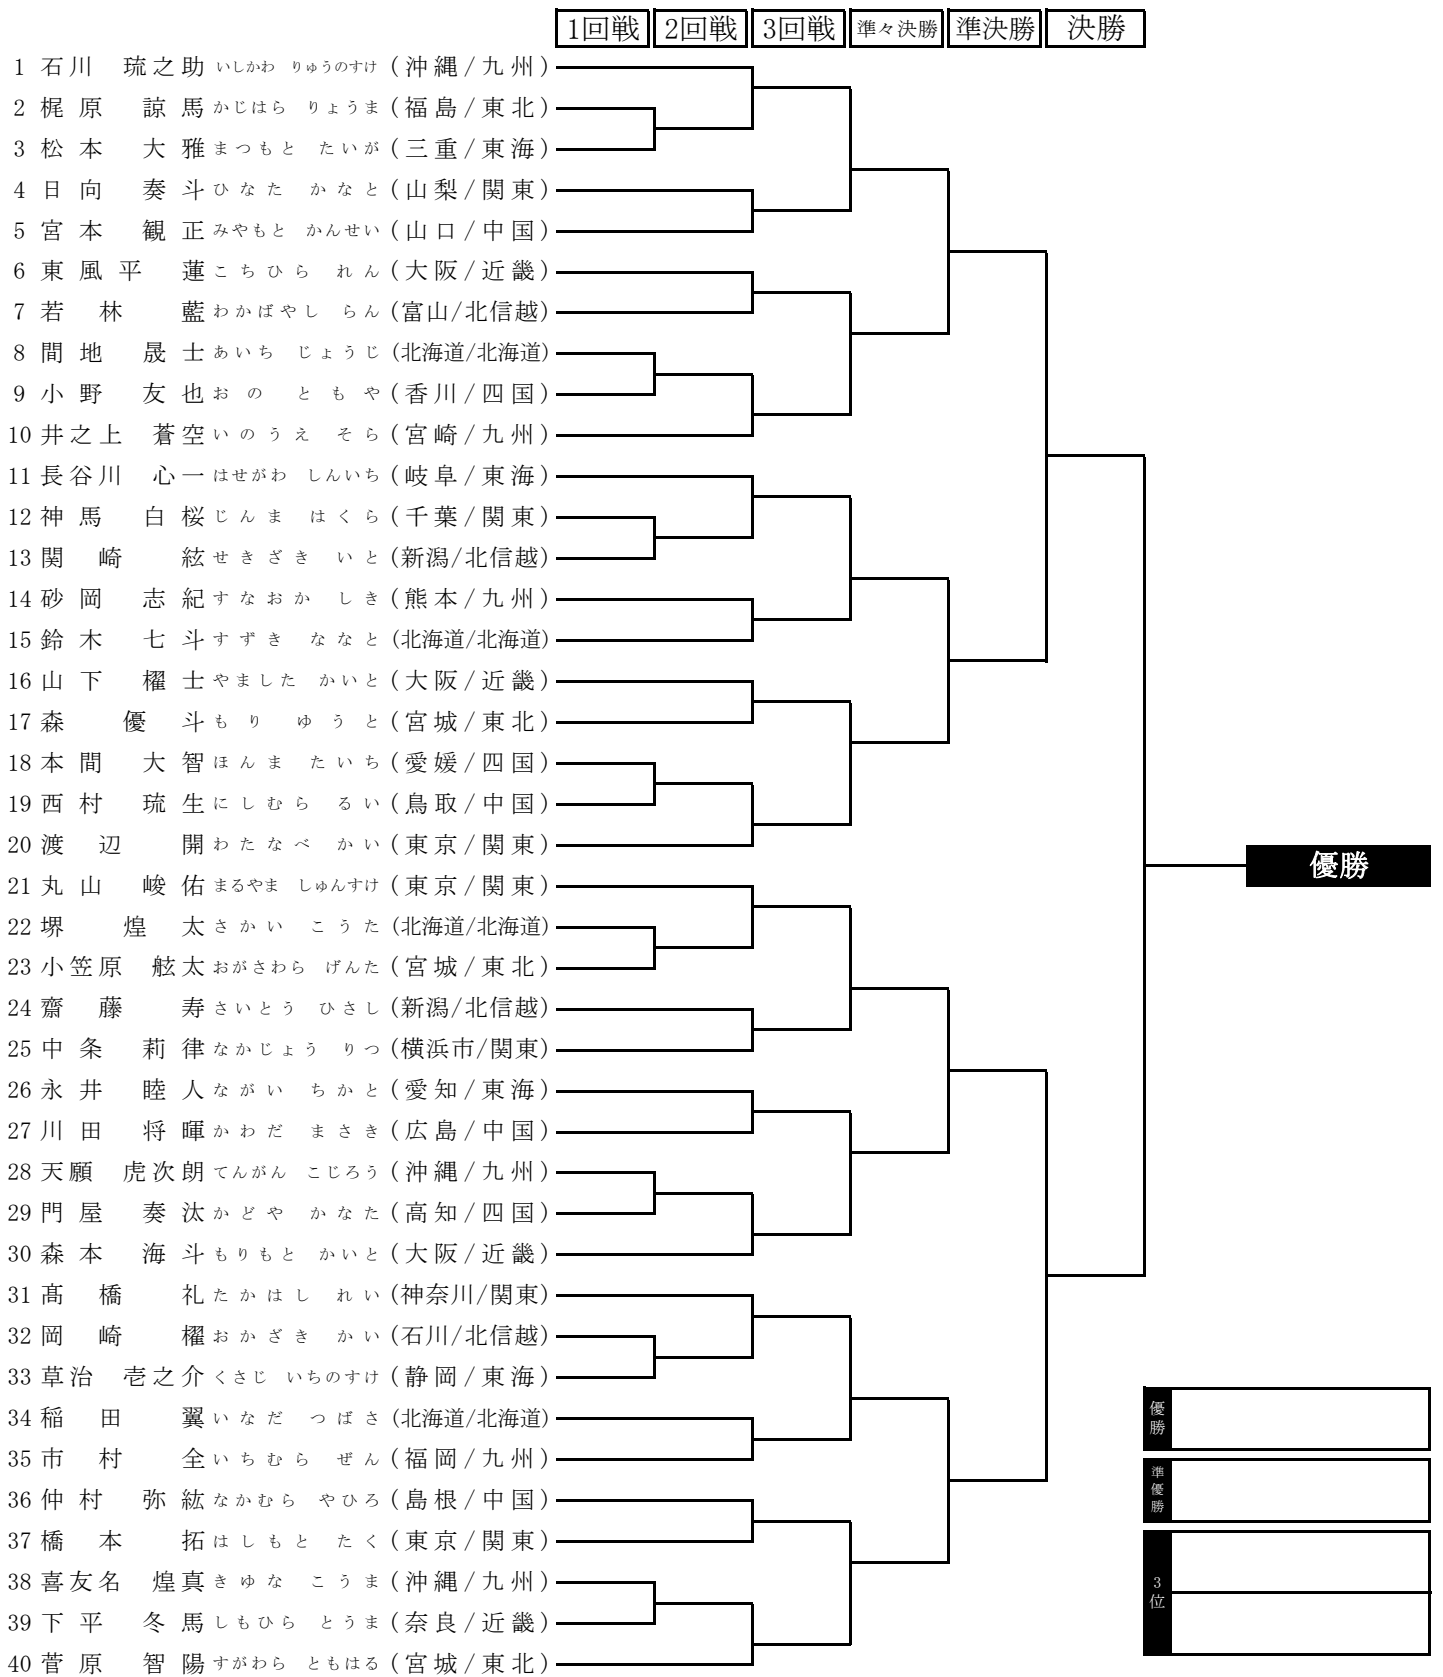 1回戦 2回戦 3回戦 準々決勝 準決勝 決勝
1 石川 琉之助 いしかわ りゅうのすけ (沖縄/九州)
2 梶原 諒馬 かじはら りょうま (福島/東北)
3 松本 大雅 まつもと たいが (三重/東海)
4 日向 奏斗 ひなた かなと (山梨/関東)
5 宮本 観正 みやもと かんせい (山口/中国)
6 東風平 蓮 こちひら れん (大阪/近畿)
7 若林 藍 わかばやし らん (富山/北信越)
8 間地 晟士 あいち じょうじ (北海道/北海道)
9 小野 友也 おの ともや (香川/四国)
10 井之上 蒼空 いのうえ そら (宮崎/九州)
11 長谷川 心一 はせがわ しんいち (岐阜/東海)
12 神馬 白桜 じんま はくら (千葉/関東)
13 関崎 絃 せきざき いと (新潟/北信越)
14 砂岡 志紀 すなおか しき (熊本/九州)
15 鈴木 七斗 すずき ななと (北海道/北海道)
16 山下 櫂士 やました かいと (大阪/近畿)
17 森 優斗 もり ゆうと (宮城/東北)
18 本間 大智 ほんま たいち (愛媛/四国)
19 西村 琉生 にしむら るい (鳥取/中国)
20 渡辺 開 わたなべ かい (東京/関東)
優勝
21 丸山 峻佑 まるやま しゅんすけ (東京/関東)
22 堺 煌太 さかい こうた (北海道/北海道)
23 小笠原 舷太 おがさわら げんた (宮城/東北)
24 齋藤 寿 さいとう ひさし (新潟/北信越)
25 中条 莉律 なかじょう りつ (横浜市/関東)
26 永井 睦人 ながい ちかと (愛知/東海)
27 川田 将暉 かわだ まさき (広島/中国)
28 天願 虎次朗 てんがん こじろう (沖縄/九州)
29 門屋 奏汰 かどや かなた (高知/四国)
30 森本 海斗 もりもと かいと (大阪/近畿)
31 髙橋 礼 たかはし れい (神奈川/関東)
32 岡崎 櫂 おかざき かい (石川/北信越)
33 草治 壱之介 くさじ いちのすけ (静岡/東海)
34 稲田 翼 いなだ つばさ (北海道/北海道)
35 市村 全 いちむら ぜん (福岡/九州)
36 仲村 弥紘 なかむら やひろ (島根/中国)
37 橋本 拓 はしもと たく (東京/関東)
38 喜友名 煌真 きゆな こうま (沖縄/九州)
39 下平 冬馬 しもひら とうま (奈良/近畿)
40 菅原 智陽 すがわら ともはる (宮城/東北)
優勝
準優勝
3位